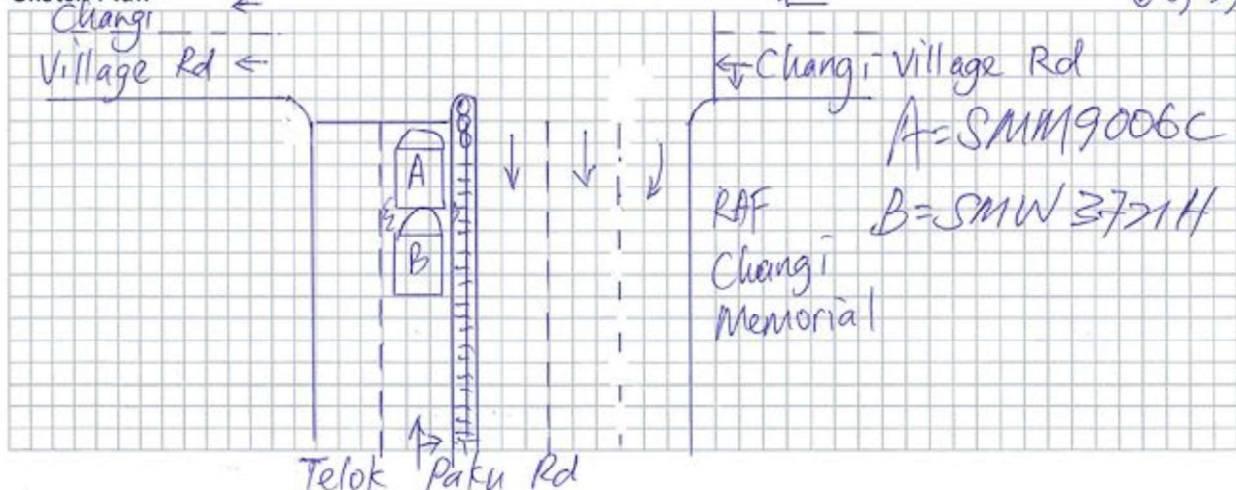 Changi
Village Rd
Changi Village Rd
A=SMM9006C
A
RAF
B=SMW3721H
B
Changi
Memorial
Telok Paku Rd